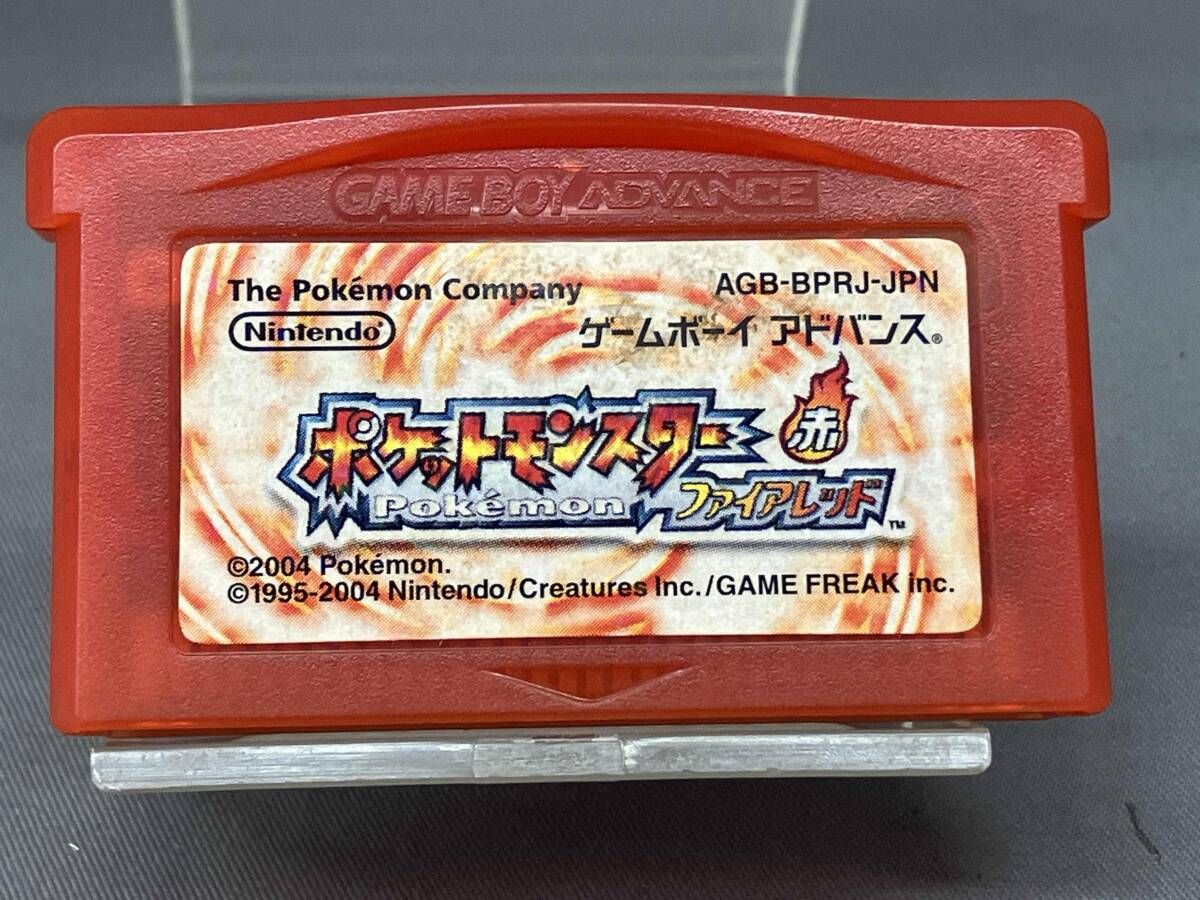 GAME BOY ADVANCE
The Pokémon Company
AGB-BPRJ-JPN
Nintendo®
ゲームボーイ アドバンス®
ポケットモンスター
赤
Pokémon
ファイアレッド™
©2004 Pokémon.
©1995-2004 Nintendo/Creatures Inc./GAME FREAK inc.